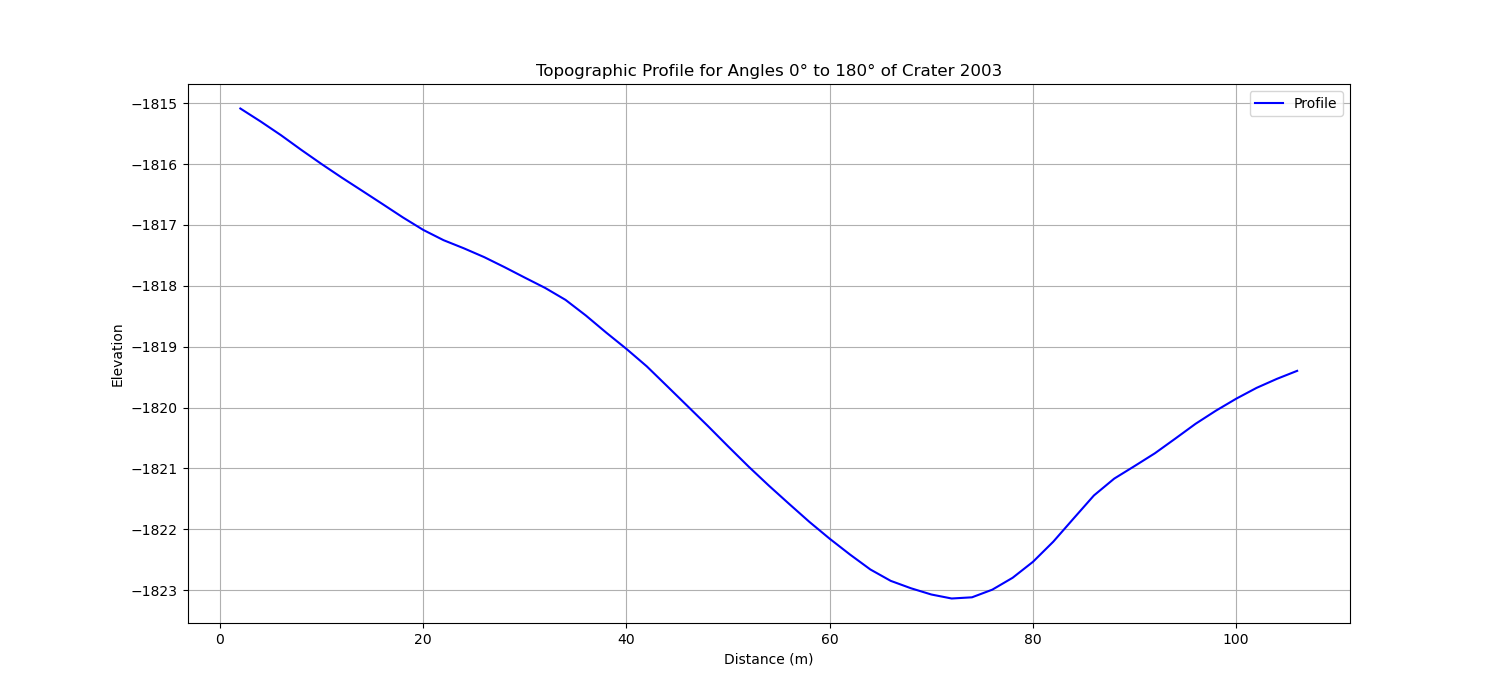 Topographic Profile for Angles 0° to 180° of Crater 2003
Profile
−1815
−1816
−1817
−1818
−1819
−1820
−1821
−1822
−1823
Elevation
0 20 40 60 80 100
Distance (m)